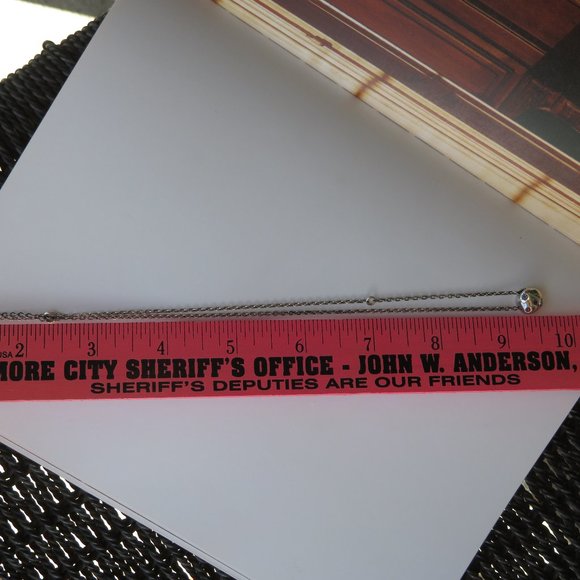 USA 2 3 4 5 6 7 8 9 10
MORE CITY SHERIFF'S OFFICE - JOHN W. ANDERSON,
SHERIFF'S DEPUTIES ARE OUR FRIENDS